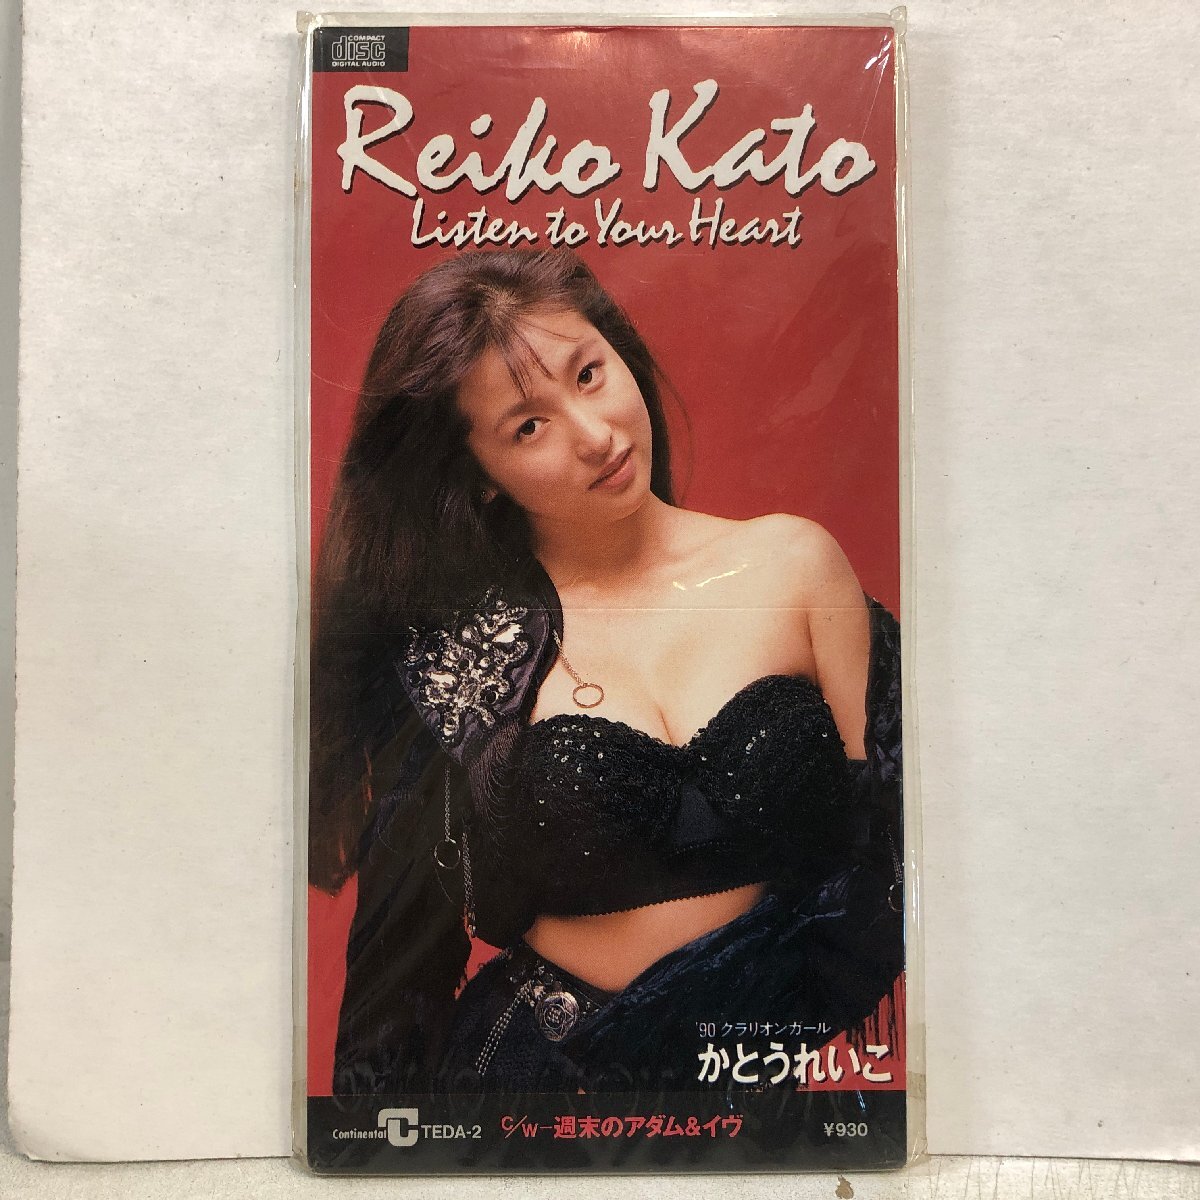 COMPACT
disc
DIGITAL AUDIO
Reiko Kato
Listen to Your Heart
'90 クラリオンガール
かとうれいこ
Continental TEDA-2 C/W—週末のアダム&イヴ ¥930